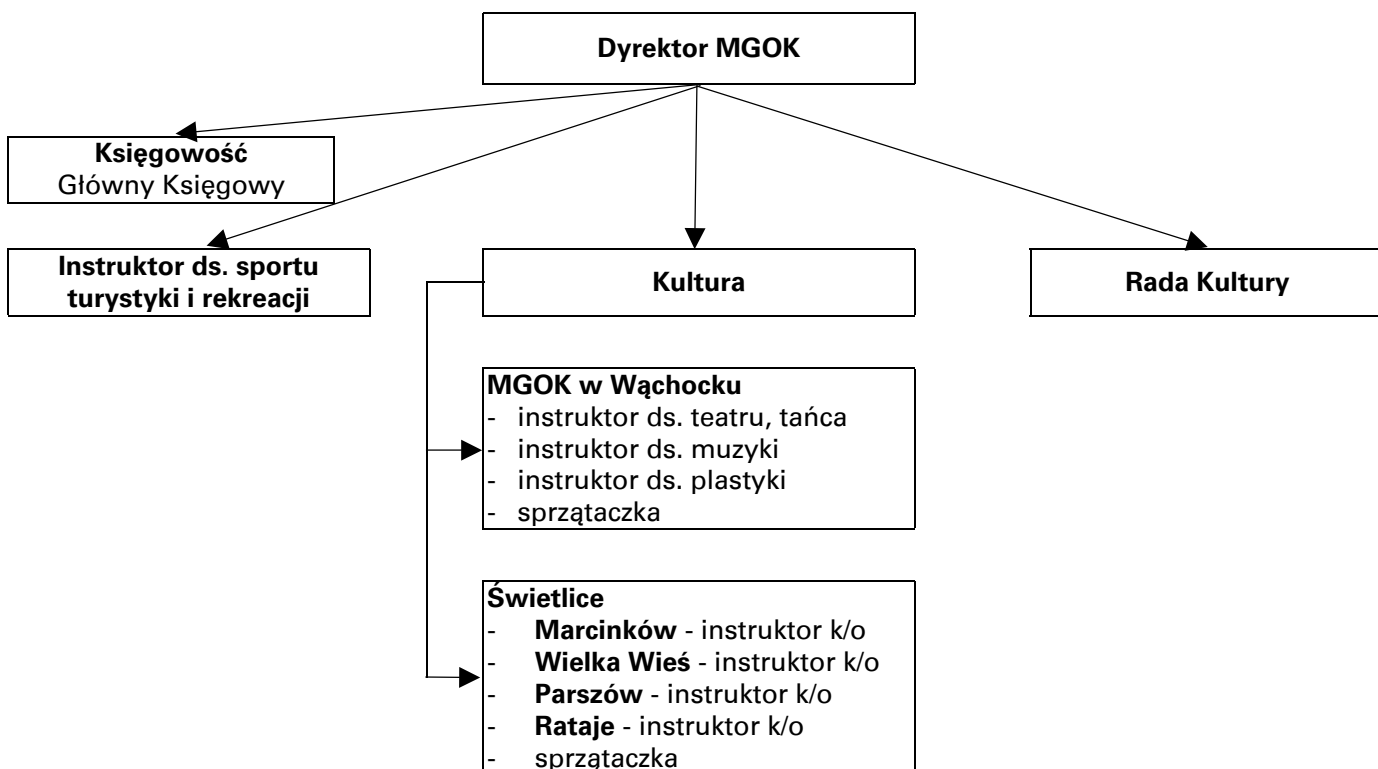 Dyrektor MGOK
Księgowość
Główny Księgowy
Instruktor ds. sportu
turystyki i rekreacji
Kultura
Rada Kultury
MGOK w Wąchocku
- instruktor ds. teatru, tańca
- instruktor ds. muzyki
- instruktor ds. plastyki
- sprzątaczka
Świetlice
- Marcinków - instruktor k/o
- Wielka Wieś - instruktor k/o
- Parszów - instruktor k/o
- Rataje - instruktor k/o
- sprzątaczka